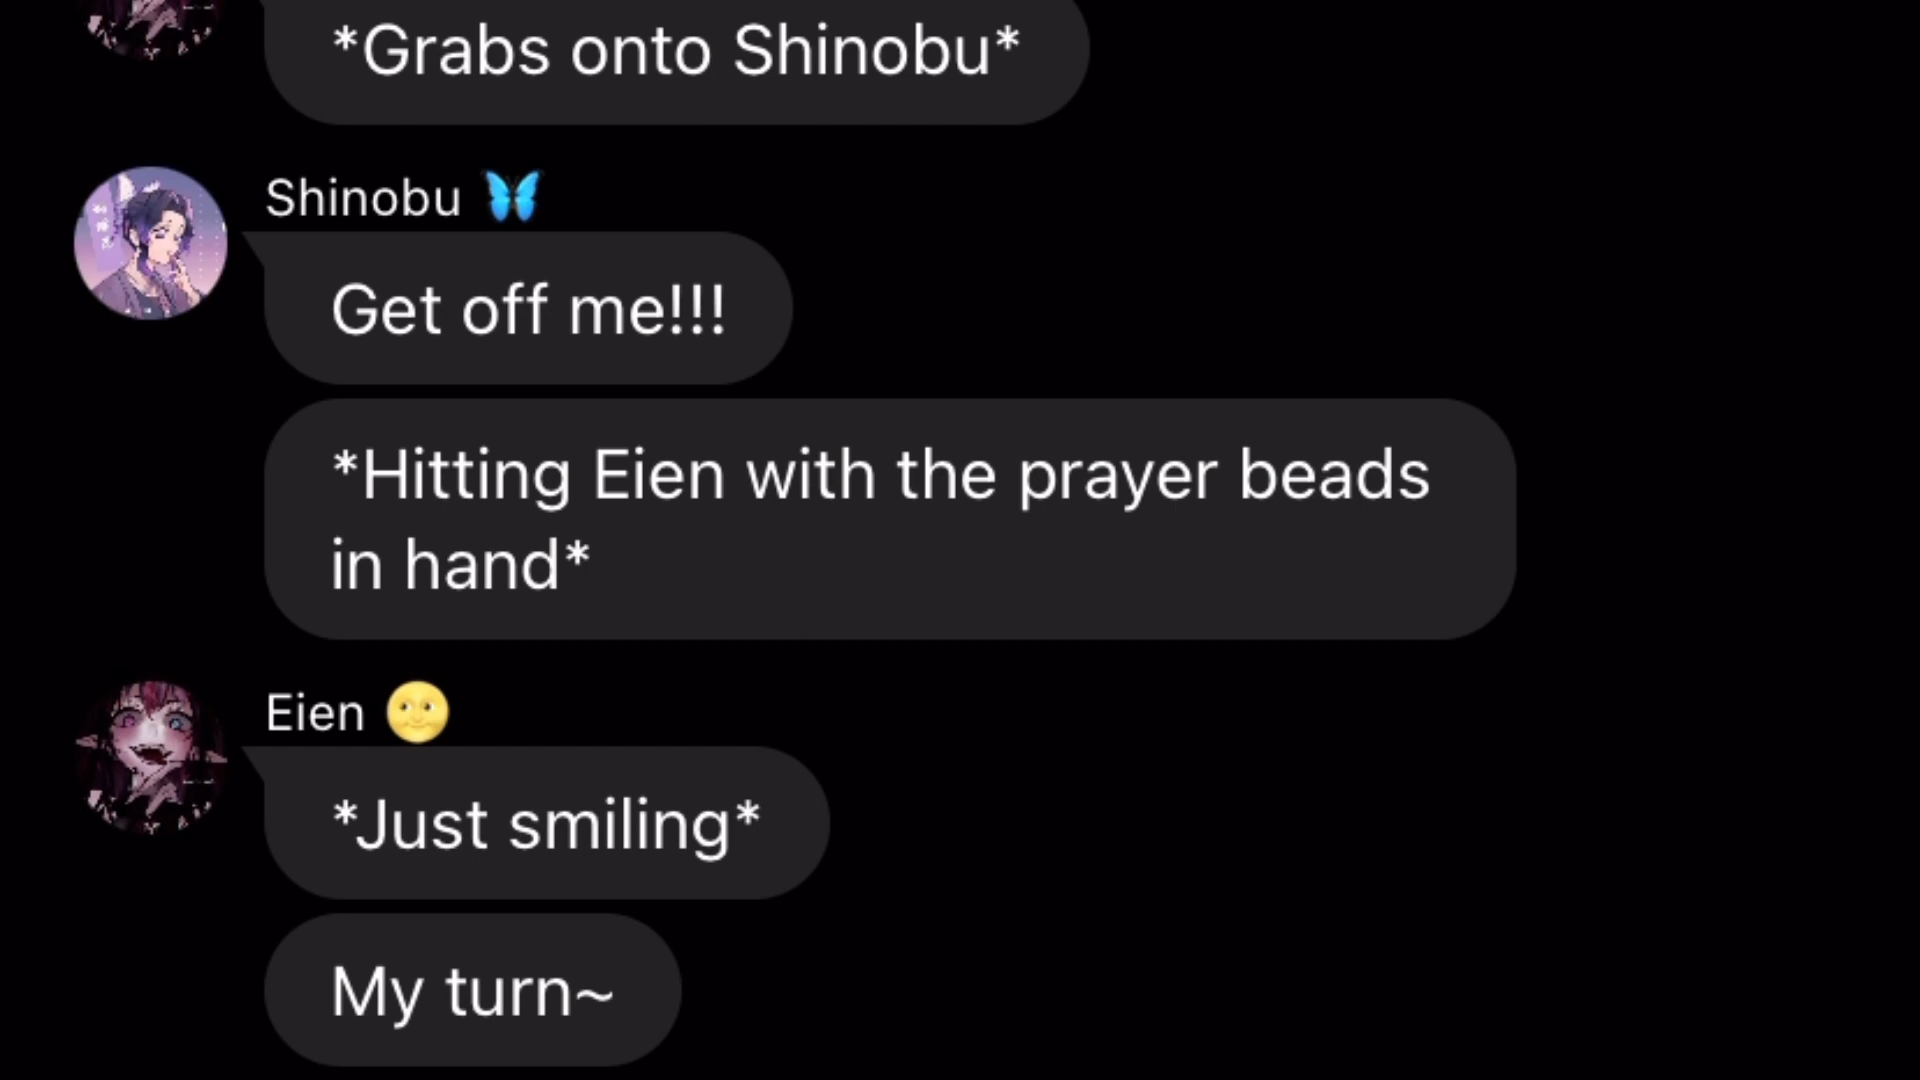 *Grabs onto Shinobu*
Shinobu 🦋
Get off me!!!
*Hitting Eien with the prayer beads
in hand*
Eien 🌝
*Just smiling*
My turn~